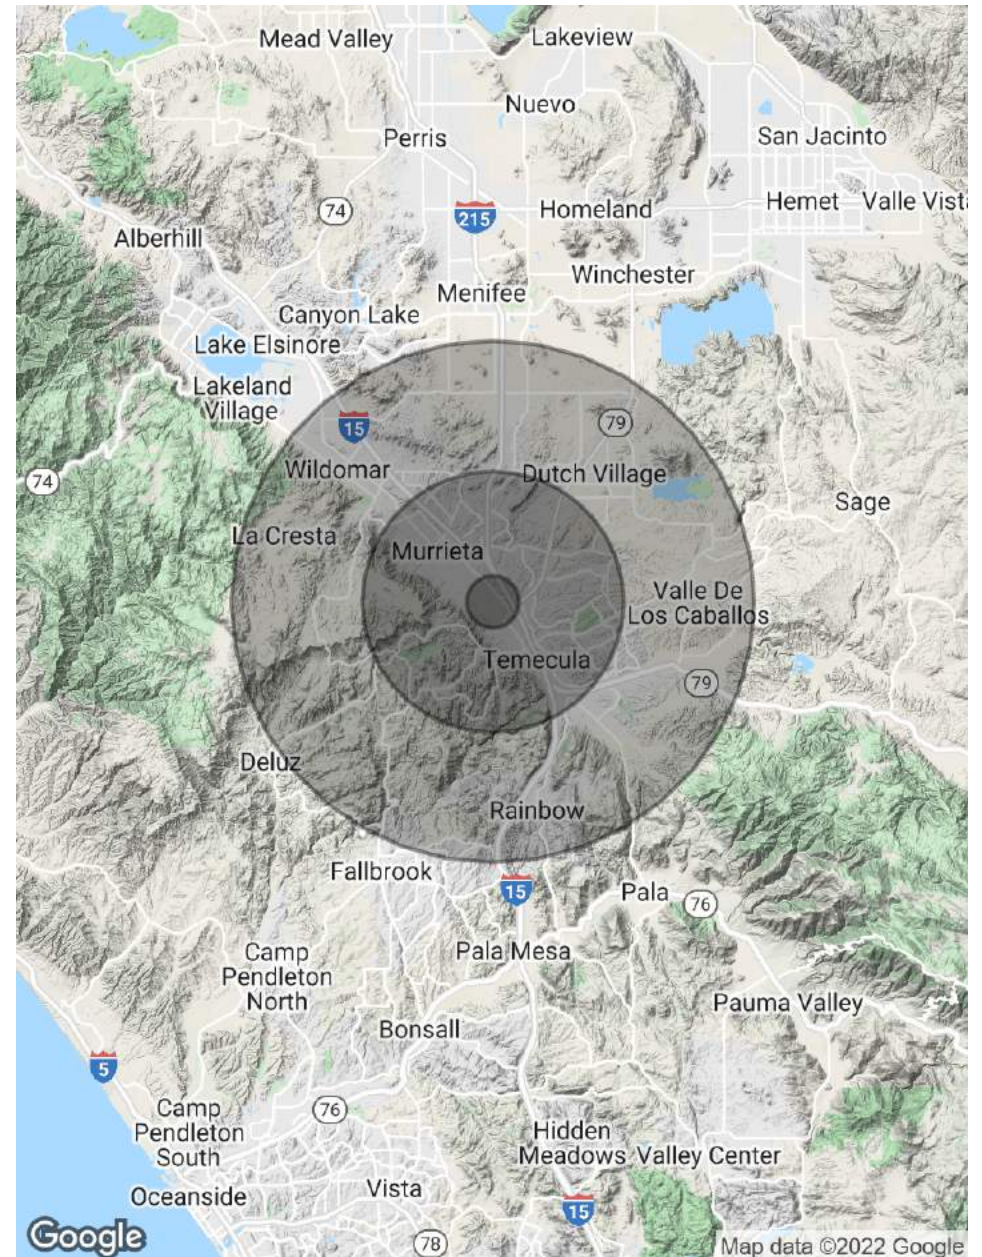 Mead Valley
Lakeview
Nuevo
Perris
San Jacinto
74
215
Homeland
Hemet
Valle Vista
Alberhill
Winchester
Menifee
Canyon Lake
Lake Elsinore
Lakeland
Village
15
79
Wildomar
Dutch Village
74
Sage
La Cresta
Murrieta
Valle De
Los Caballos
Temecula
79
Deluz
Rainbow
Fallbrook
15
Pala
76
Camp
Pendleton
North
Pala Mesa
Pauma Valley
Bonsall
5
Camp
Pendleton
South
76
Hidden
Meadows
Valley Center
Oceanside
Vista
15
78
Google
Map data ©2022 Google